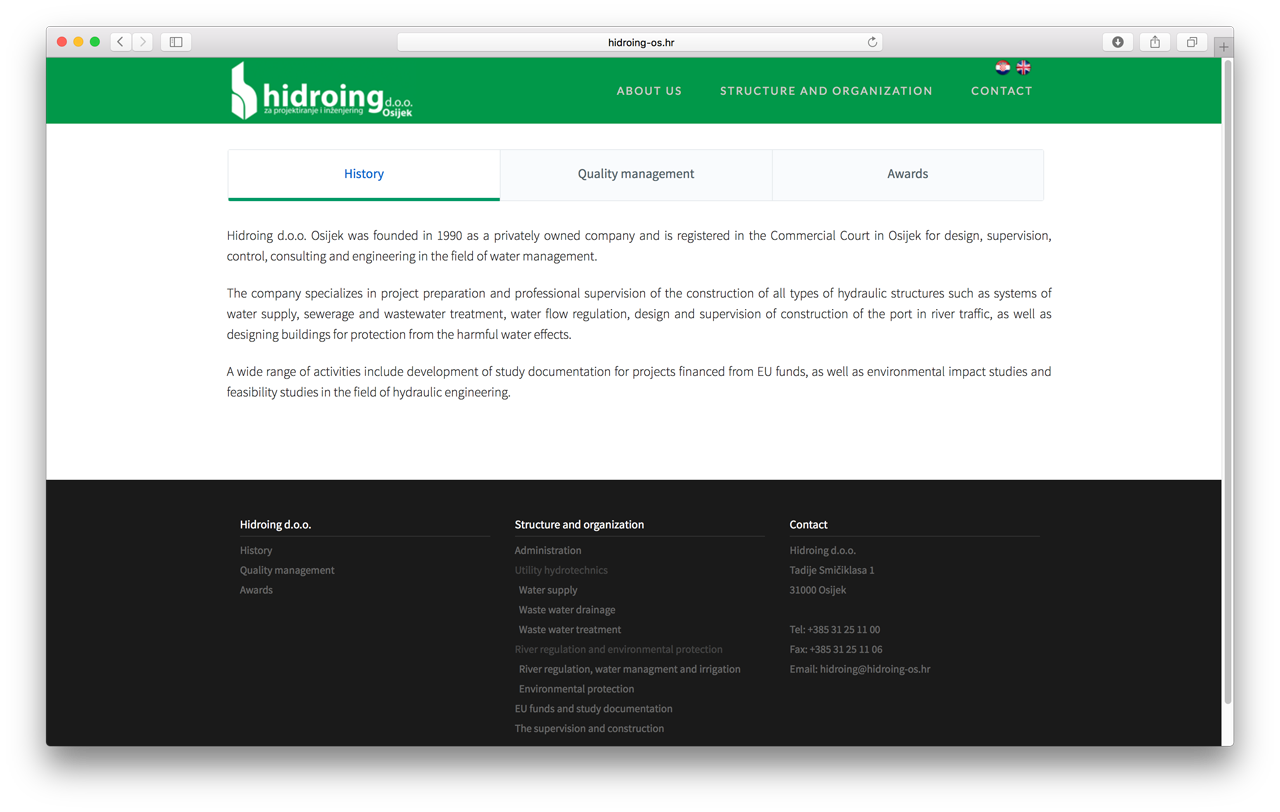 hidroing-os.hr
hidroing d.o.o.
za projektiranje i inženjering Osijek
ABOUT US STRUCTURE AND ORGANIZATION CONTACT
History Quality management Awards
Hidroing d.o.o. Osijek was founded in 1990 as a privately owned company and is registered in the Commercial Court in Osijek for design, supervision,
control, consulting and engineering in the field of water management.
The company specializes in project preparation and professional supervision of the construction of all types of hydraulic structures such as systems of
water supply, sewerage and wastewater treatment, water flow regulation, design and supervision of construction of the port in river traffic, as well as
designing buildings for protection from the harmful water effects.
A wide range of activities include development of study documentation for projects financed from EU funds, as well as environmental impact studies and
feasibility studies in the field of hydraulic engineering.
Hidroing d.o.o.
History
Quality management
Awards
Structure and organization
Administration
Utility hydrotechnics
Water supply
Waste water drainage
Waste water treatment
River regulation and environmental protection
River regulation, water managment and irrigation
Environmental protection
EU funds and study documentation
The supervision and construction
Contact
Hidroing d.o.o.
Tadije Smičiklasa 1
31000 Osijek
Tel: +385 31 25 11 00
Fax: +385 31 25 11 06
Email: hidroing@hidroing-os.hr